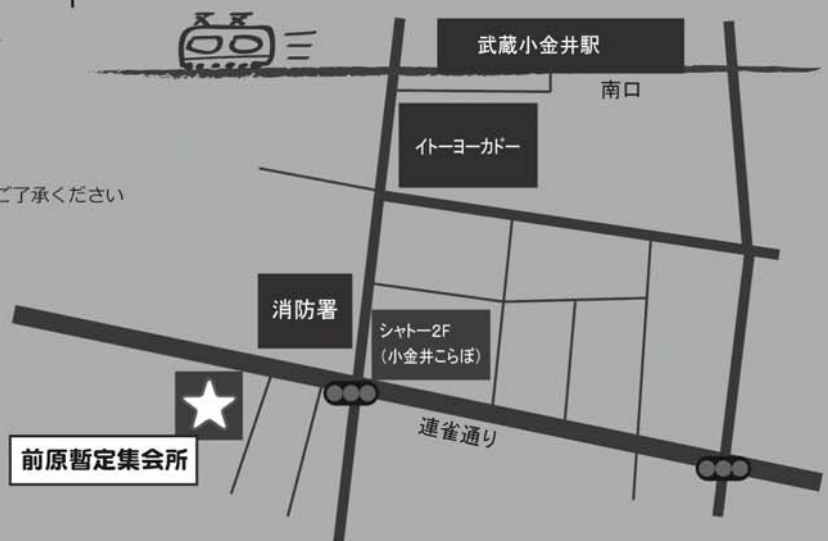 武蔵小金井駅
南口
イトーヨーカドー
ご了承ください
消防署
シャトー2F
(小金井こらぼ)
連雀通り
前原暫定集会所